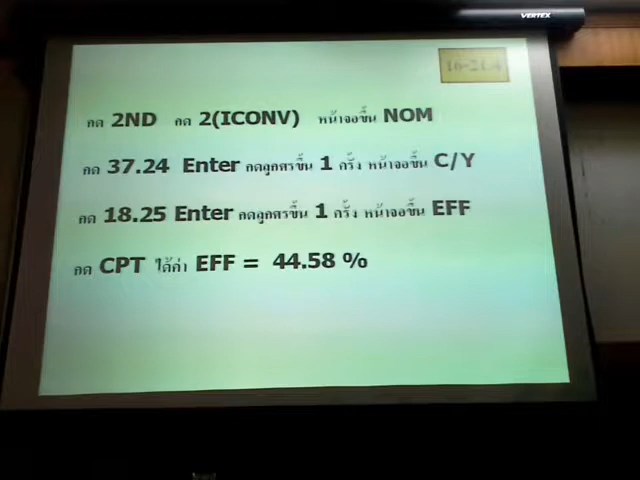 VERTEX
กด 2ND กด 2(ICONV) หน้าจอขึ้น NOM
กด 37.24 Enter กดลูกศรขึ้น 1 ครั้ง หน้าจอขึ้น C/Y
กด 18.25 Enter กดลูกศรขึ้น 1 ครั้ง หน้าจอขึ้น EFF
กด CPT ได้ค่า EFF = 44.58 %